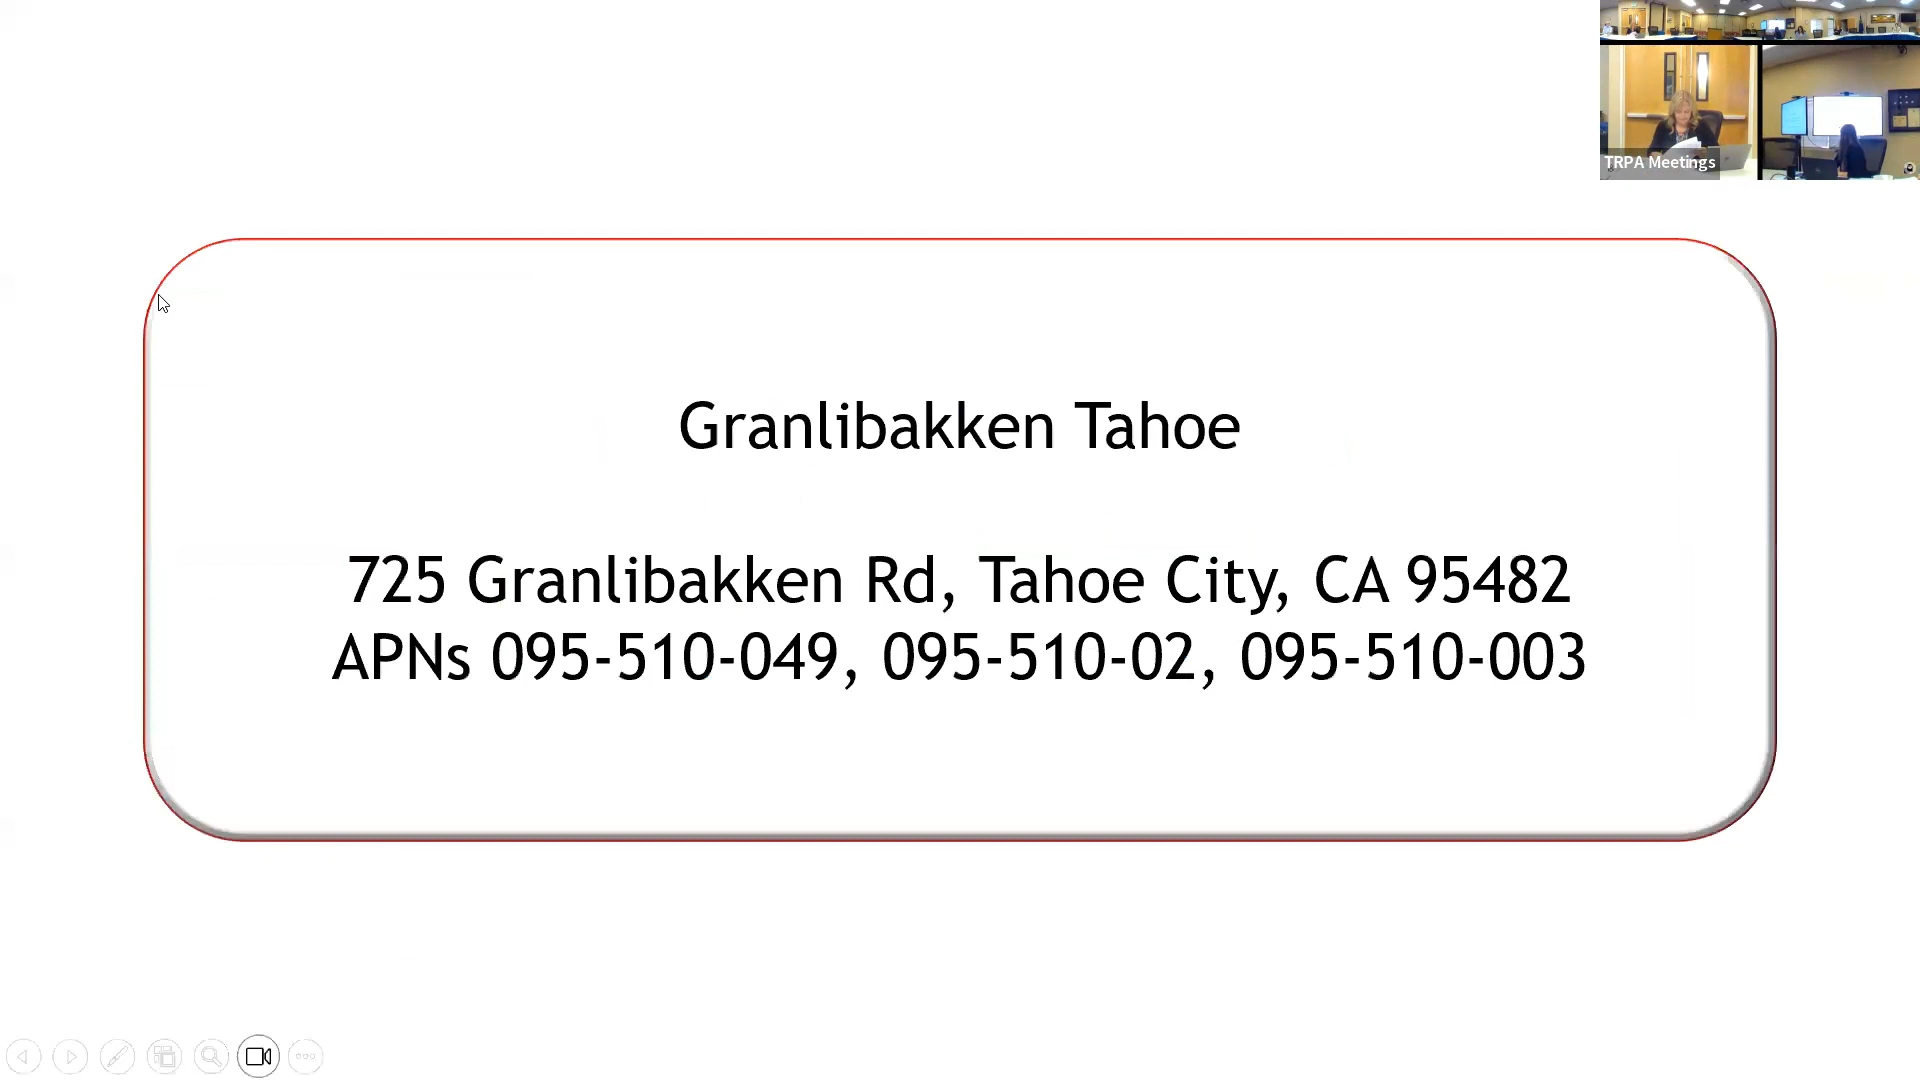 TRPA Meetings
Granlibakken Tahoe
725 Granlibakken Rd, Tahoe City, CA 95482
APNs 095-510-049, 095-510-02, 095-510-003